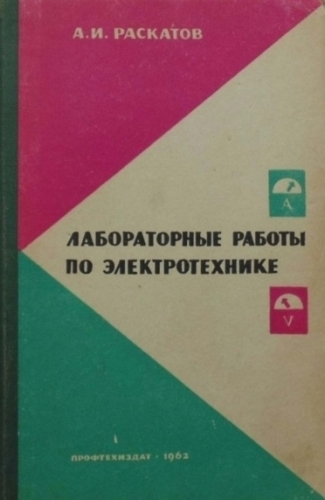 А.И. РАСКАТОВ
А
ЛАБОРАТОРНЫЕ РАБОТЫ
ПО ЭЛЕКТРОТЕХНИКЕ
V
ПРОФТЕХИЗДАТ · 1962